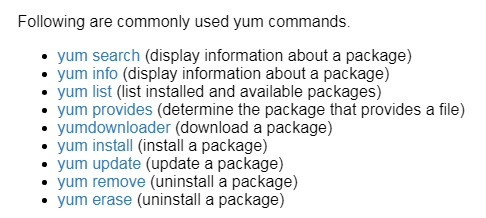 Following are commonly used yum commands.
• yum search (display information about a package)
• yum info (display information about a package)
• yum list (list installed and available packages)
• yum provides (determine the package that provides a file)
• yumdownloader (download a package)
• yum install (install a package)
• yum update (update a package)
• yum remove (uninstall a package)
• yum erase (uninstall a package)